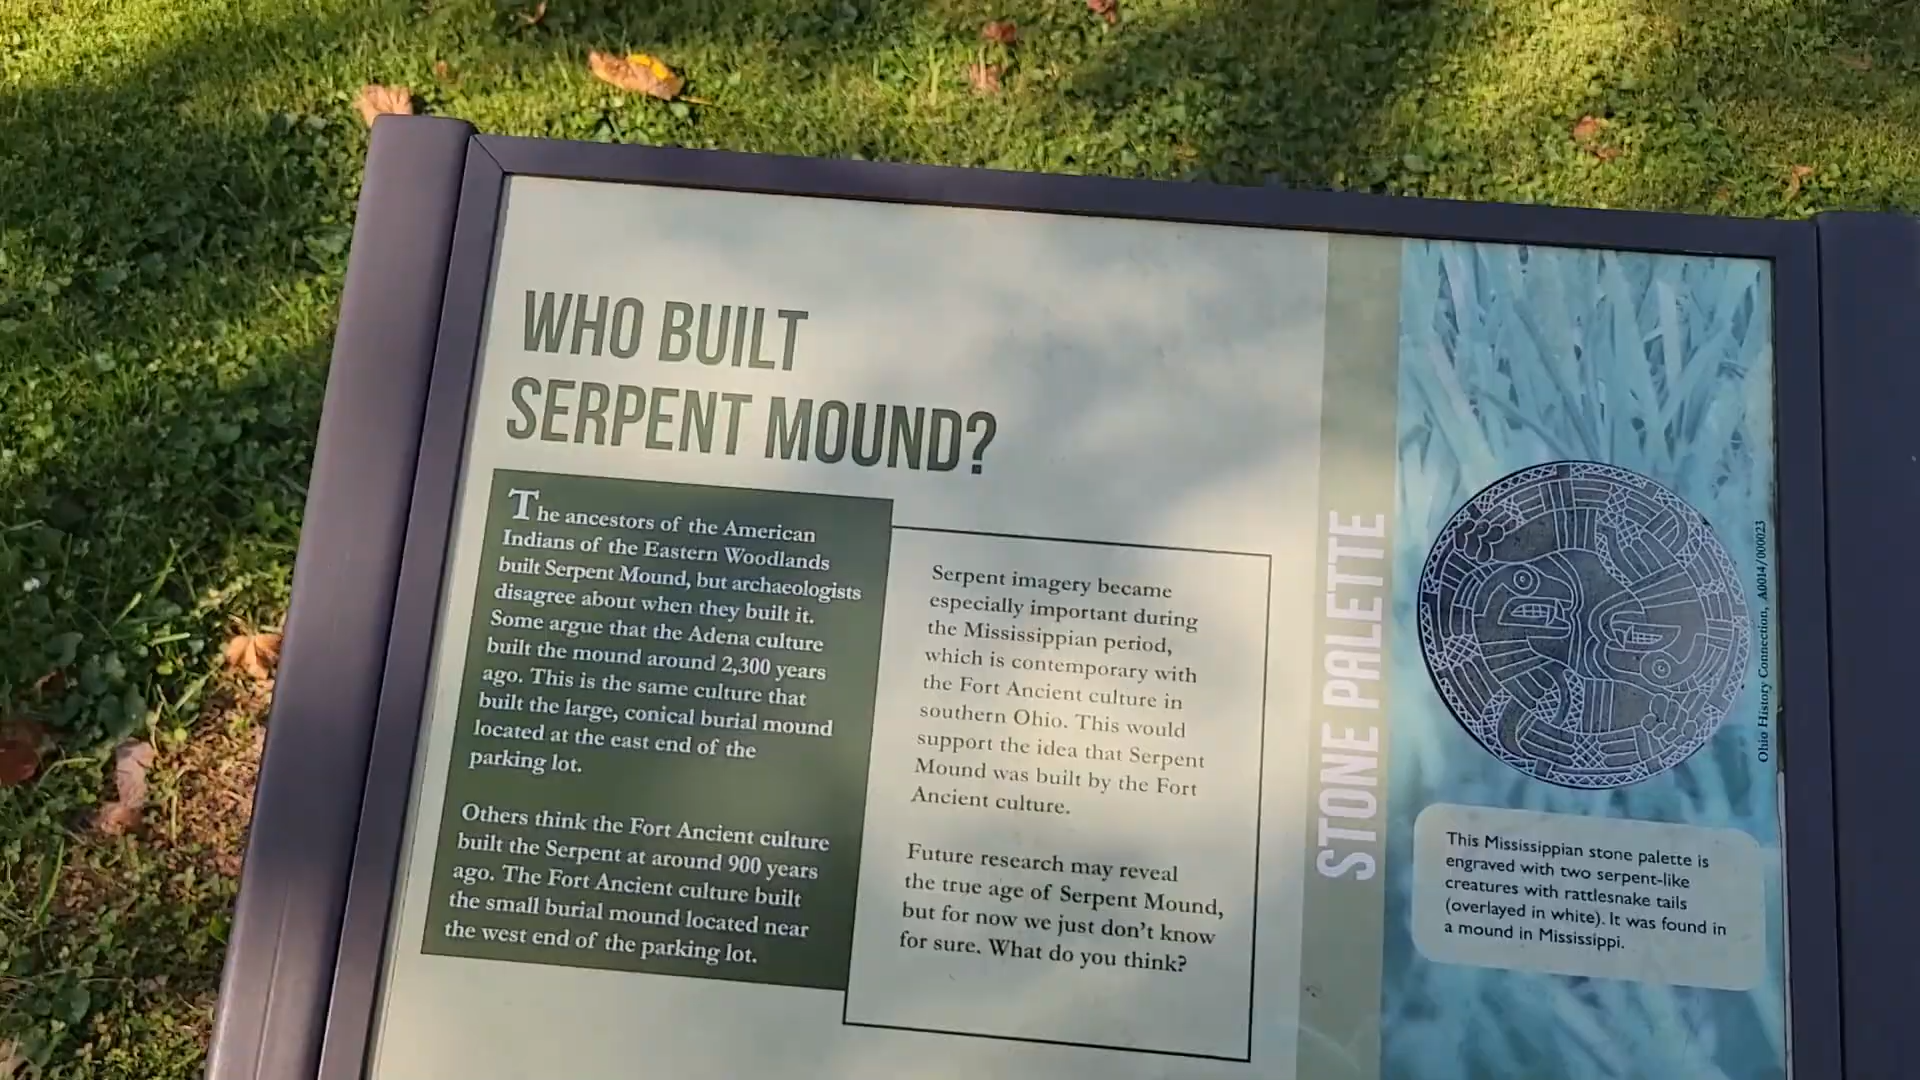 WHO BUILT
SERPENT MOUND?
The ancestors of the American
Indians of the Eastern Woodlands
built Serpent Mound, but archaeologists
disagree about when they built it.
Some argue that the Adena culture
built the mound around 2,300 years
ago. This is the same culture that
built the large, conical burial mound
located at the east end of the
parking lot.
Others think the Fort Ancient culture
built the Serpent at around 900 years
ago. The Fort Ancient culture built
the small burial mound located near
the west end of the parking lot.
Serpent imagery became
especially important during
the Mississippian period,
which is contemporary with
the Fort Ancient culture in
southern Ohio. This would
support the idea that Serpent
Mound was built by the Fort
Ancient culture.
Future research may reveal
the true age of Serpent Mound,
but for now we just don't know
for sure. What do you think?
STONE PALETTE
Ohio History Connection, A0014/000023
This Mississippian stone palette is
engraved with two serpent-like
creatures with rattlesnake tails
(overlayed in white). It was found in
a mound in Mississippi.